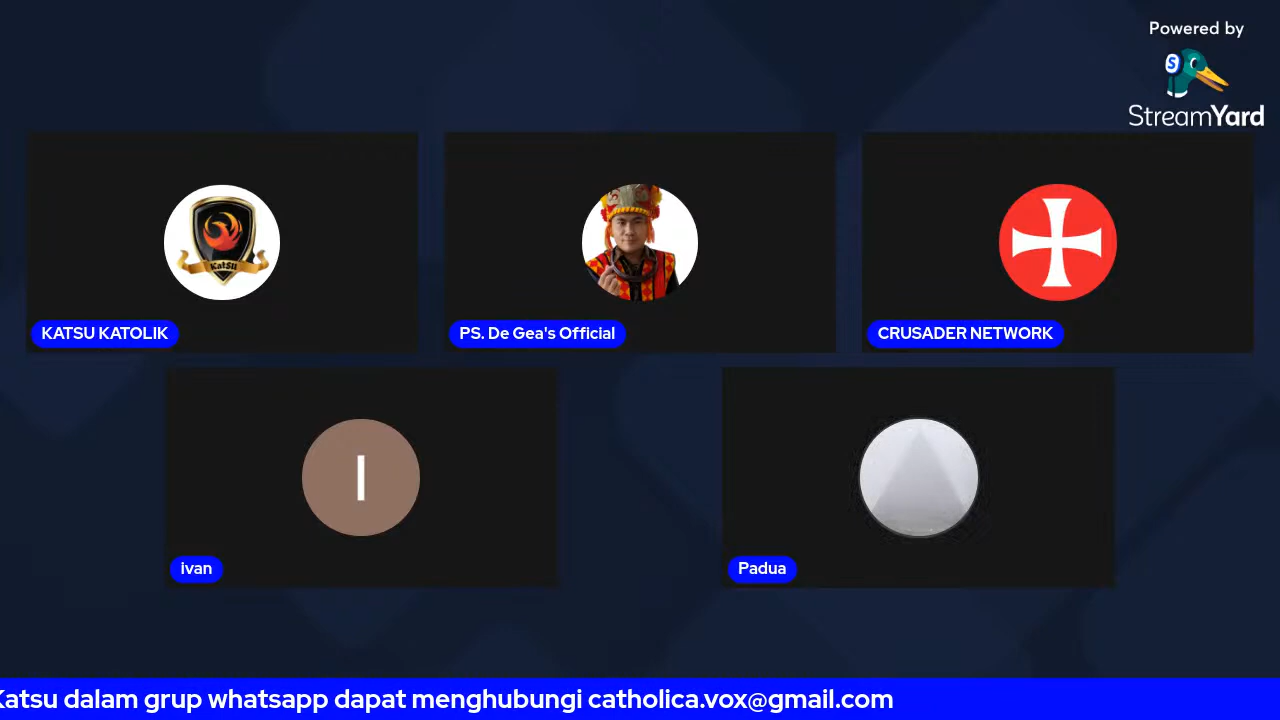 Powered by
S
StreamYard
KatSu
KATSU KATOLIK
PS. De Gea's Official
CRUSADER NETWORK
I
ivan
Padua
Katsu dalam grup whatsapp dapat menghubungi catholica.vox@gmail.com